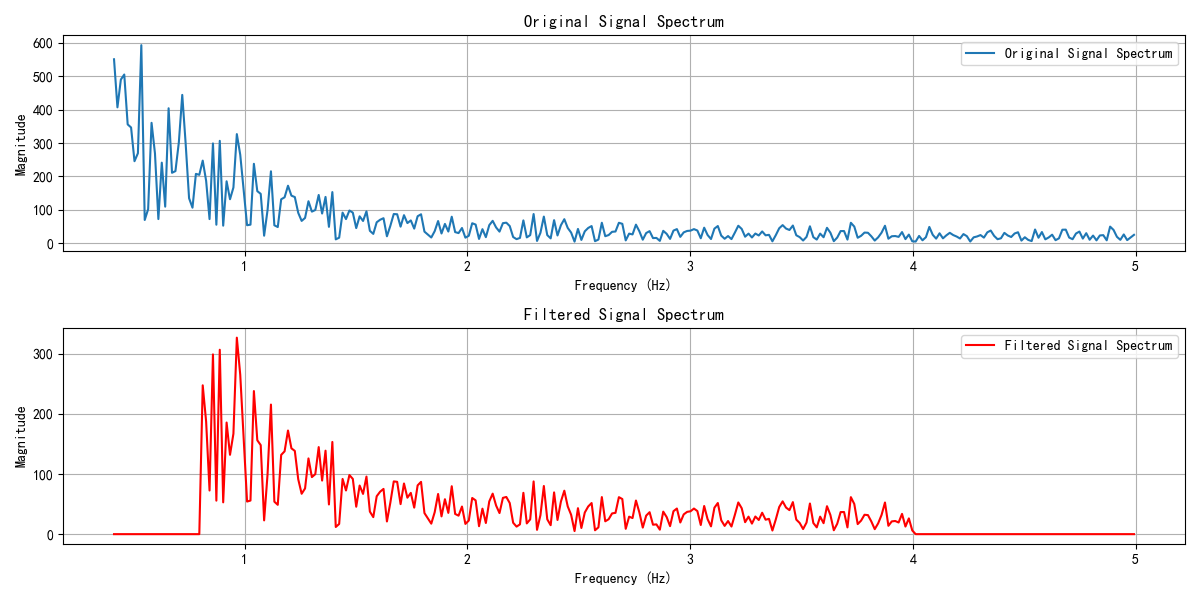 Original Signal Spectrum
Original Signal Spectrum
Magnitude
600
500
400
300
200
100
0
1
2
3
4
5
Frequency (Hz)
Filtered Signal Spectrum
Filtered Signal Spectrum
Magnitude
300
200
100
0
1
2
3
4
5
Frequency (Hz)